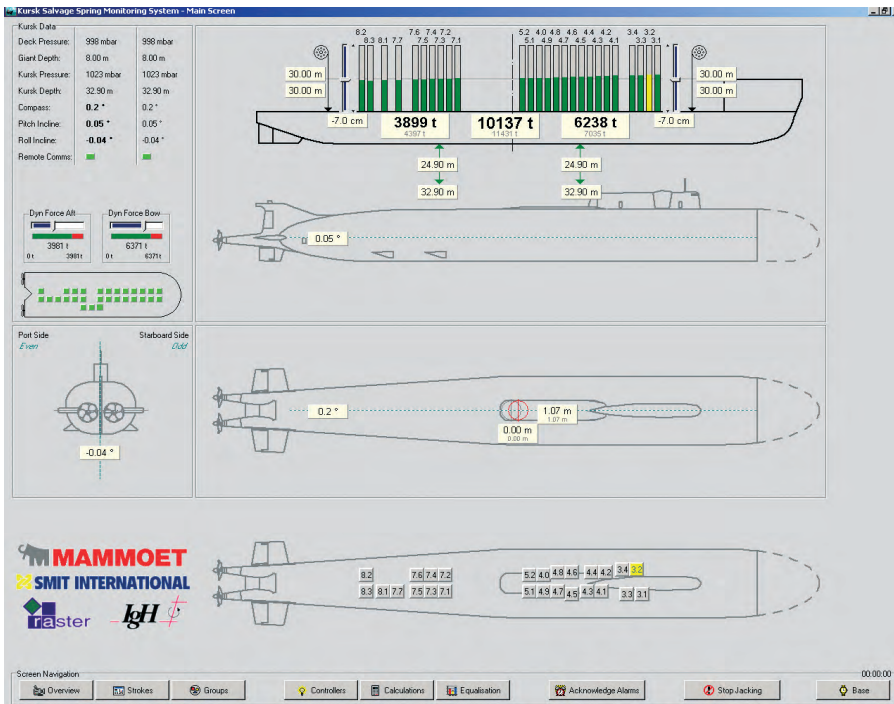 Kursk Salvage Spring Monitoring System - Main Screen
Kursk Data
Deck Pressure: 998 mbar 998 mbar
Giant Depth: 8.00 m 8.00 m
Kursk Pressure: 1023 mbar 1023 mbar
Kursk Depth: 32.90 m 32.90 m
Compass: 0.2 ° 0.2 °
Pitch Incline: 0.05 ° 0.05 °
Roll Incline: -0.04 ° -0.04 °
Remote Comms:
Dyn Force Aft Dyn Force Bow
3981 t 6371 t
0 t 3981t 0 t 6371t
8.2 7.6 7.4 7.2 5.2 4.0 4.8 4.6 4.4 4.2 3.4 3.2
8.3 8.1 7.7 7.5 7.3 7.1 5.1 4.9 4.7 4.5 4.3 4.1 3.3 3.1
30.00 m 30.00 m
30.00 m 30.00 m
-7.0 cm 3899 t 10137 t 6238 t -7.0 cm
4397 t 11431 t 7035 t
24.90 m 24.90 m
32.90 m 32.90 m
0.05 °
Port Side Starboard Side
Even Odd
-0.04 °
0.2 ° 1.07 m
1.07 m
0.00 m
0.00 m
MAMMOET
SMIT INTERNATIONAL
raster IgH
8.2 7.6 7.4 7.2 5.2 4.0 4.8 4.6 4.4 4.2 3.4 3.2
8.3 8.1 7.7 7.5 7.3 7.1 5.1 4.9 4.7 4.5 4.3 4.1 3.3 3.1
Screen Navigation 00:00:00
Overview Strokes Groups Controllers Calculations Equalisation Acknowledge Alarms Stop Jacking Base